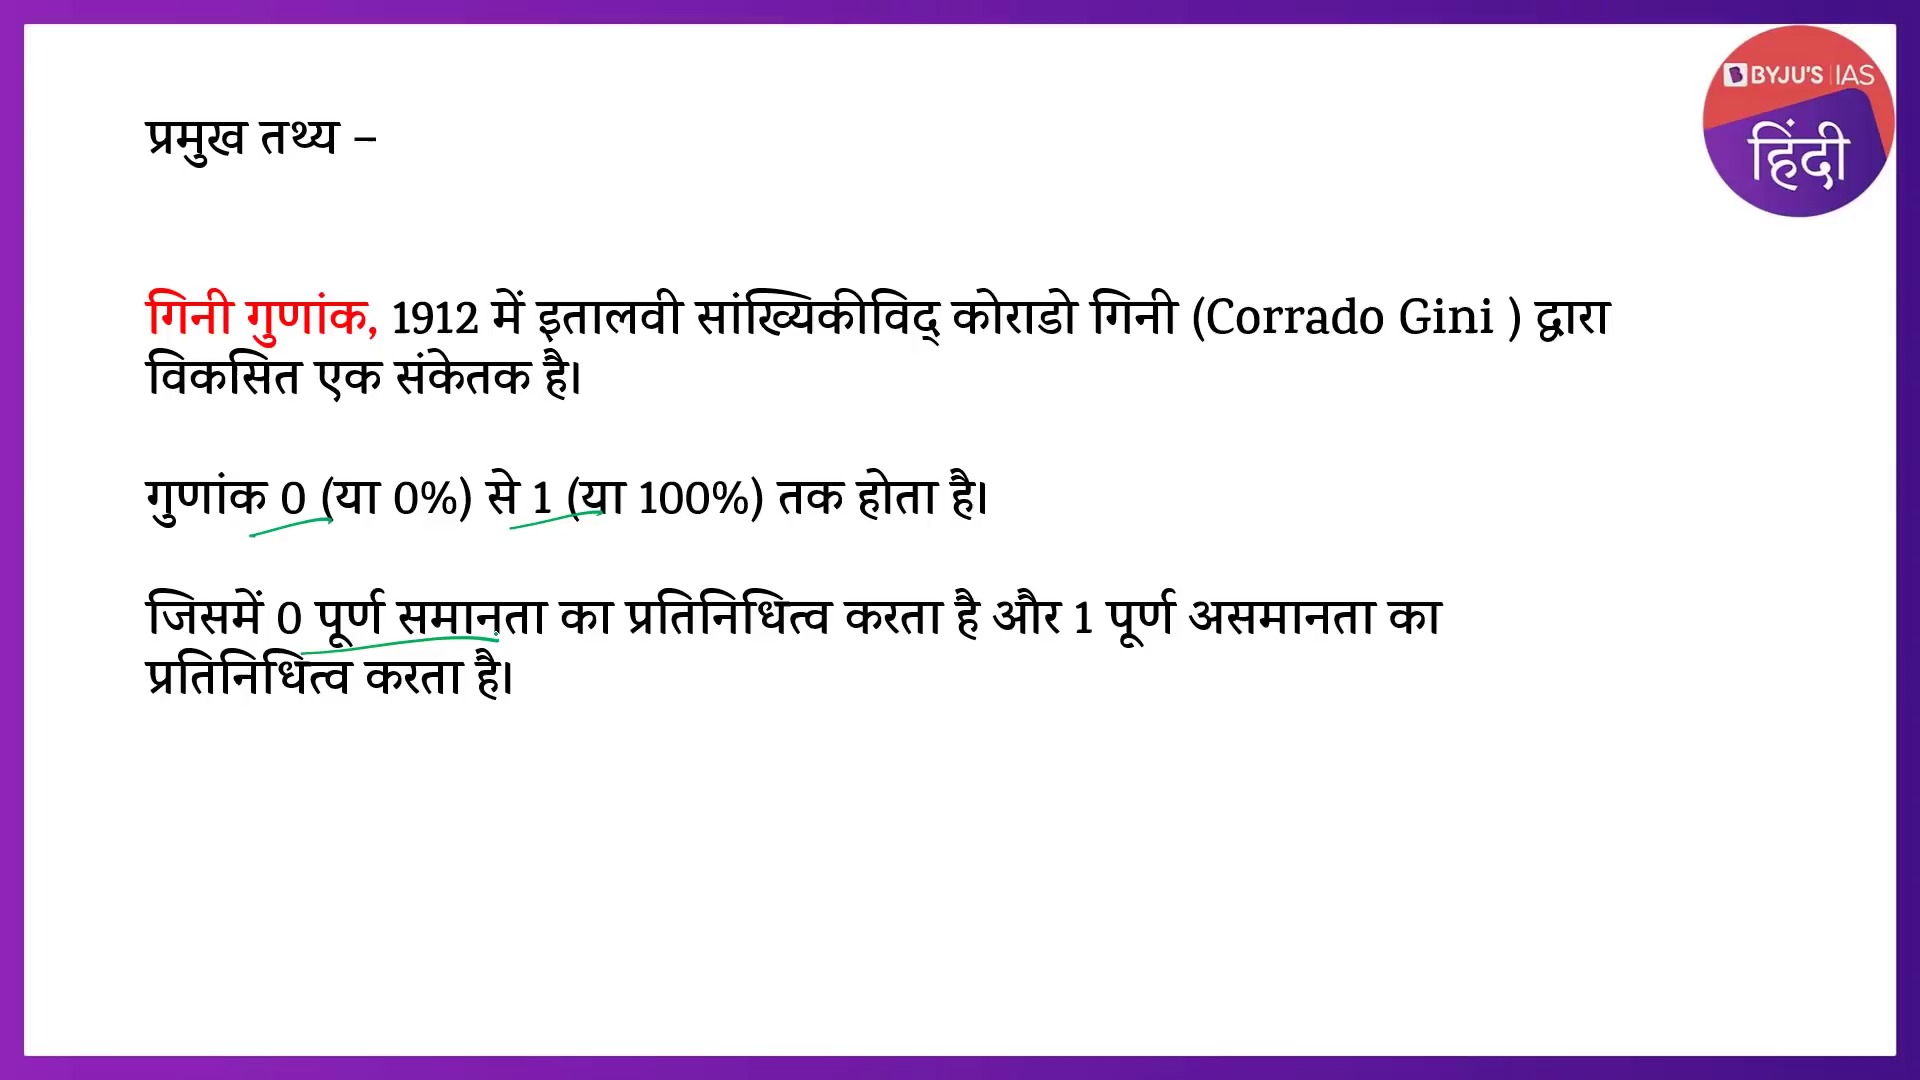 BYJU'S IAS
हिंदी
प्रमुख तथ्य –
गिनी गुणांक, 1912 में इतालवी सांख्यिकीविद् कोराडो गिनी (Corrado Gini ) द्वारा
विकसित एक संकेतक है।
गुणांक 0 (या 0%) से 1 (या 100%) तक होता है।
जिसमें 0 पूर्ण समानता का प्रतिनिधित्व करता है और 1 पूर्ण असमानता का
प्रतिनिधित्व करता है।